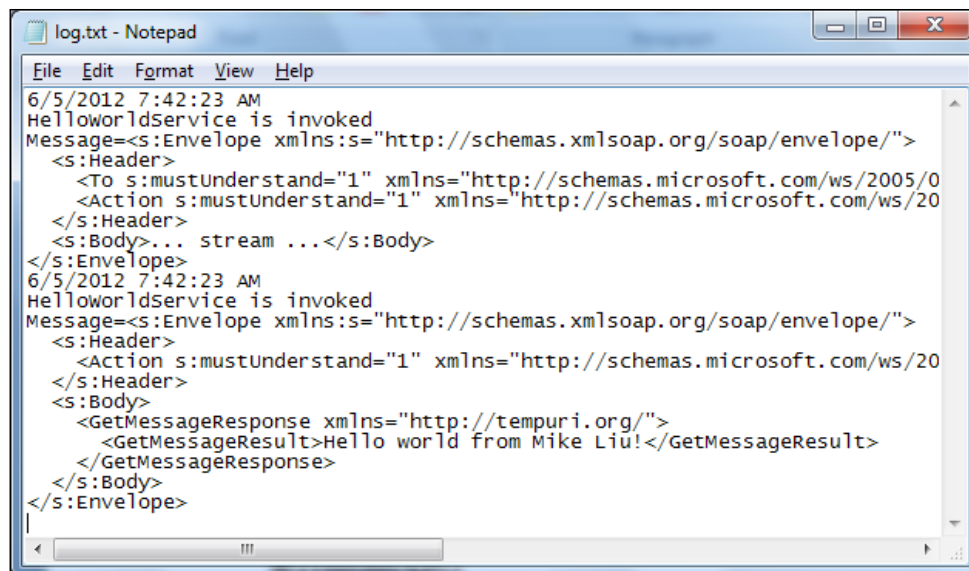 log.txt - Notepad
File Edit Format View Help
6/5/2012 7:42:23 AM
HelloWorldService is invoked
Message=<s:Envelope xmlns:s="http://schemas.xmlsoap.org/soap/envelope/">
  <s:Header>
    <To s:mustUnderstand="1" xmlns="http://schemas.microsoft.com/ws/2005/0
    <Action s:mustUnderstand="1" xmlns="http://schemas.microsoft.com/ws/20
  </s:Header>
  <s:Body>... stream ...</s:Body>
</s:Envelope>
6/5/2012 7:42:23 AM
HelloWorldService is invoked
Message=<s:Envelope xmlns:s="http://schemas.xmlsoap.org/soap/envelope/">
  <s:Header>
    <Action s:mustUnderstand="1" xmlns="http://schemas.microsoft.com/ws/20
  </s:Header>
  <s:Body>
    <GetMessageResponse xmlns="http://tempuri.org/">
      <GetMessageResult>Hello world from Mike Liu!</GetMessageResult>
    </GetMessageResponse>
  </s:Body>
</s:Envelope>